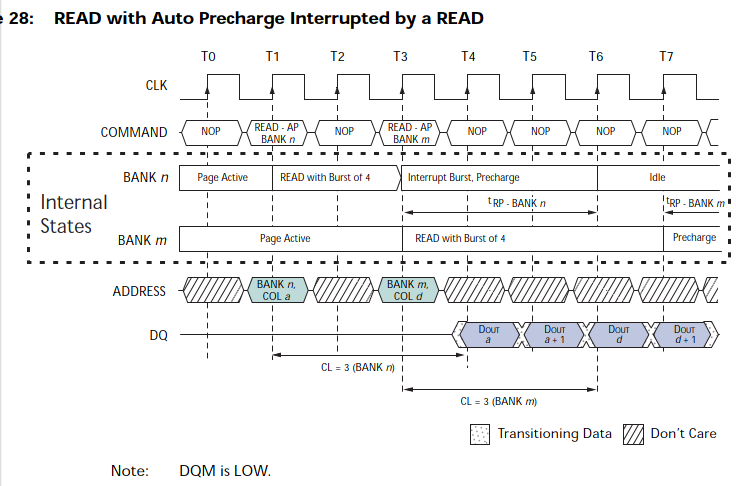 28: READ with Auto Precharge Interrupted by a READ
T0 T1 T2 T3 T4 T5 T6 T7
CLK
COMMAND NOP READ - AP BANK n NOP READ - AP BANK m NOP NOP NOP NOP
BANK n Page Active READ with Burst of 4 Interrupt Burst, Precharge Idle
Internal States
tRP - BANK n tRP - BANK m
BANK m Page Active READ with Burst of 4 Precharge
ADDRESS BANK n, COL a BANK m, COL d
DQ DOUT a DOUT a + 1 DOUT d DOUT d + 1
CL = 3 (BANK n)
CL = 3 (BANK m)
Transitioning Data Don't Care
Note: DQM is LOW.